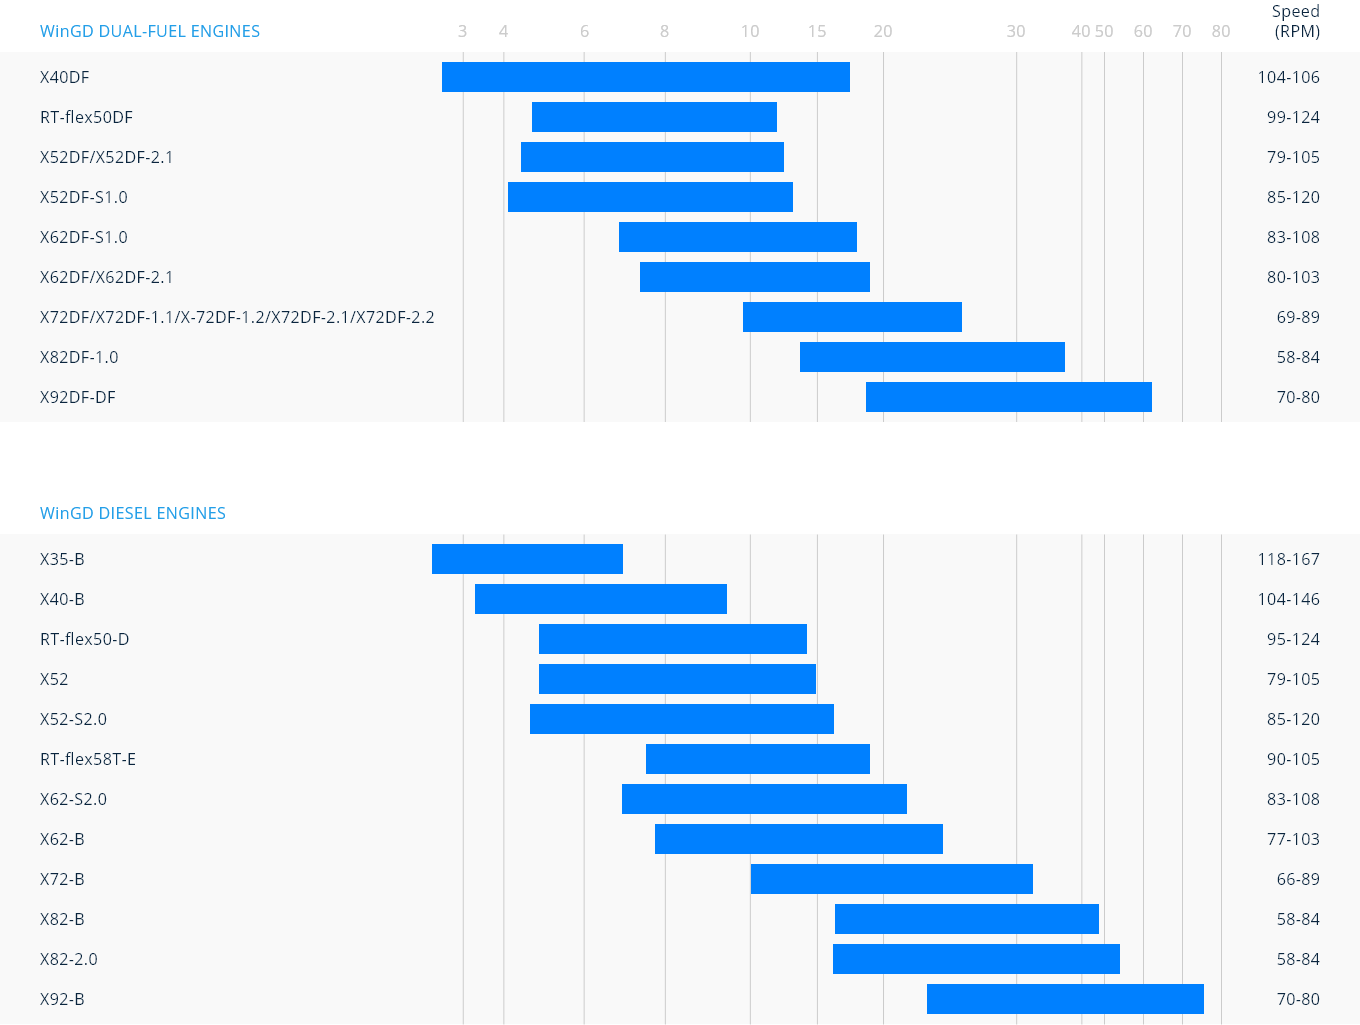 Speed
WinGD DUAL-FUEL ENGINES 3 4 6 8 10 15 20 30 40 50 60 70 80 (RPM)
X40DF 104-106
RT-flex50DF 99-124
X52DF/X52DF-2.1 79-105
X52DF-S1.0 85-120
X62DF-S1.0 83-108
X62DF/X62DF-2.1 80-103
X72DF/X72DF-1.1/X-72DF-1.2/X72DF-2.1/X72DF-2.2 69-89
X82DF-1.0 58-84
X92DF-DF 70-80
WinGD DIESEL ENGINES
X35-B 118-167
X40-B 104-146
RT-flex50-D 95-124
X52 79-105
X52-S2.0 85-120
RT-flex58T-E 90-105
X62-S2.0 83-108
X62-B 77-103
X72-B 66-89
X82-B 58-84
X82-2.0 58-84
X92-B 70-80